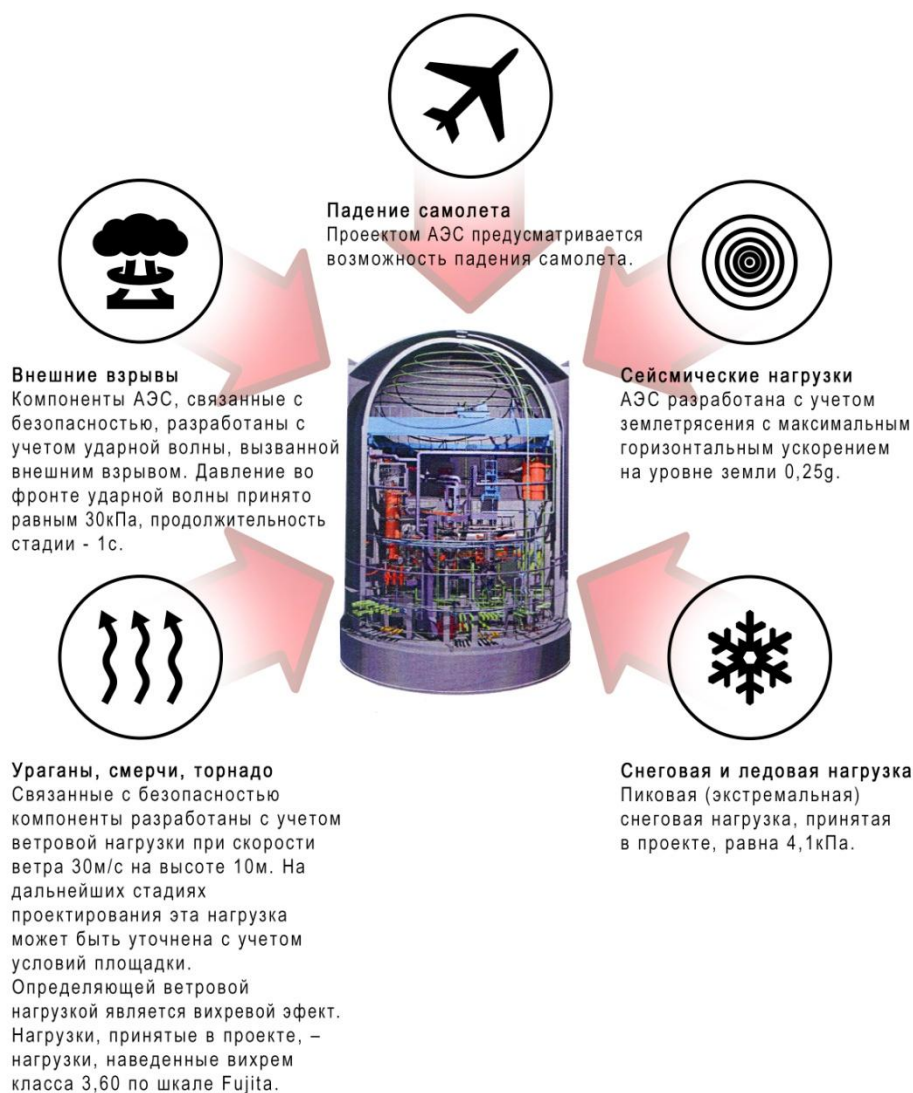 Падение самолета
Проеектом АЭС предусматривается
возможность падения самолета.
Внешние взрывы
Компоненты АЭС, связанные с
безопасностью, разработаны с
учетом ударной волны, вызванной
внешним взрывом. Давление во
фронте ударной волны принято
равным 30кПа, продолжительность
стадии - 1с.
Сейсмические нагрузки
АЭС разработана с учетом
землетрясения с максимальным
горизонтальным ускорением
на уровне земли 0,25g.
Ураганы, смерчи, торнадо
Связанные с безопасностью
компоненты разработаны с учетом
ветровой нагрузки при скорости
ветра 30м/с на высоте 10м. На
дальнейших стадиях
проектирования эта нагрузка
может быть уточнена с учетом
условий площадки.
Определяющей ветровой
нагрузкой является вихревой эфект.
Нагрузки, принятые в проекте, –
нагрузки, наведенные вихрем
класса 3,60 по шкале Fujita.
Снеговая и ледовая нагрузка
Пиковая (экстремальная)
снеговая нагрузка, принятая
в проекте, равна 4,1кПа.